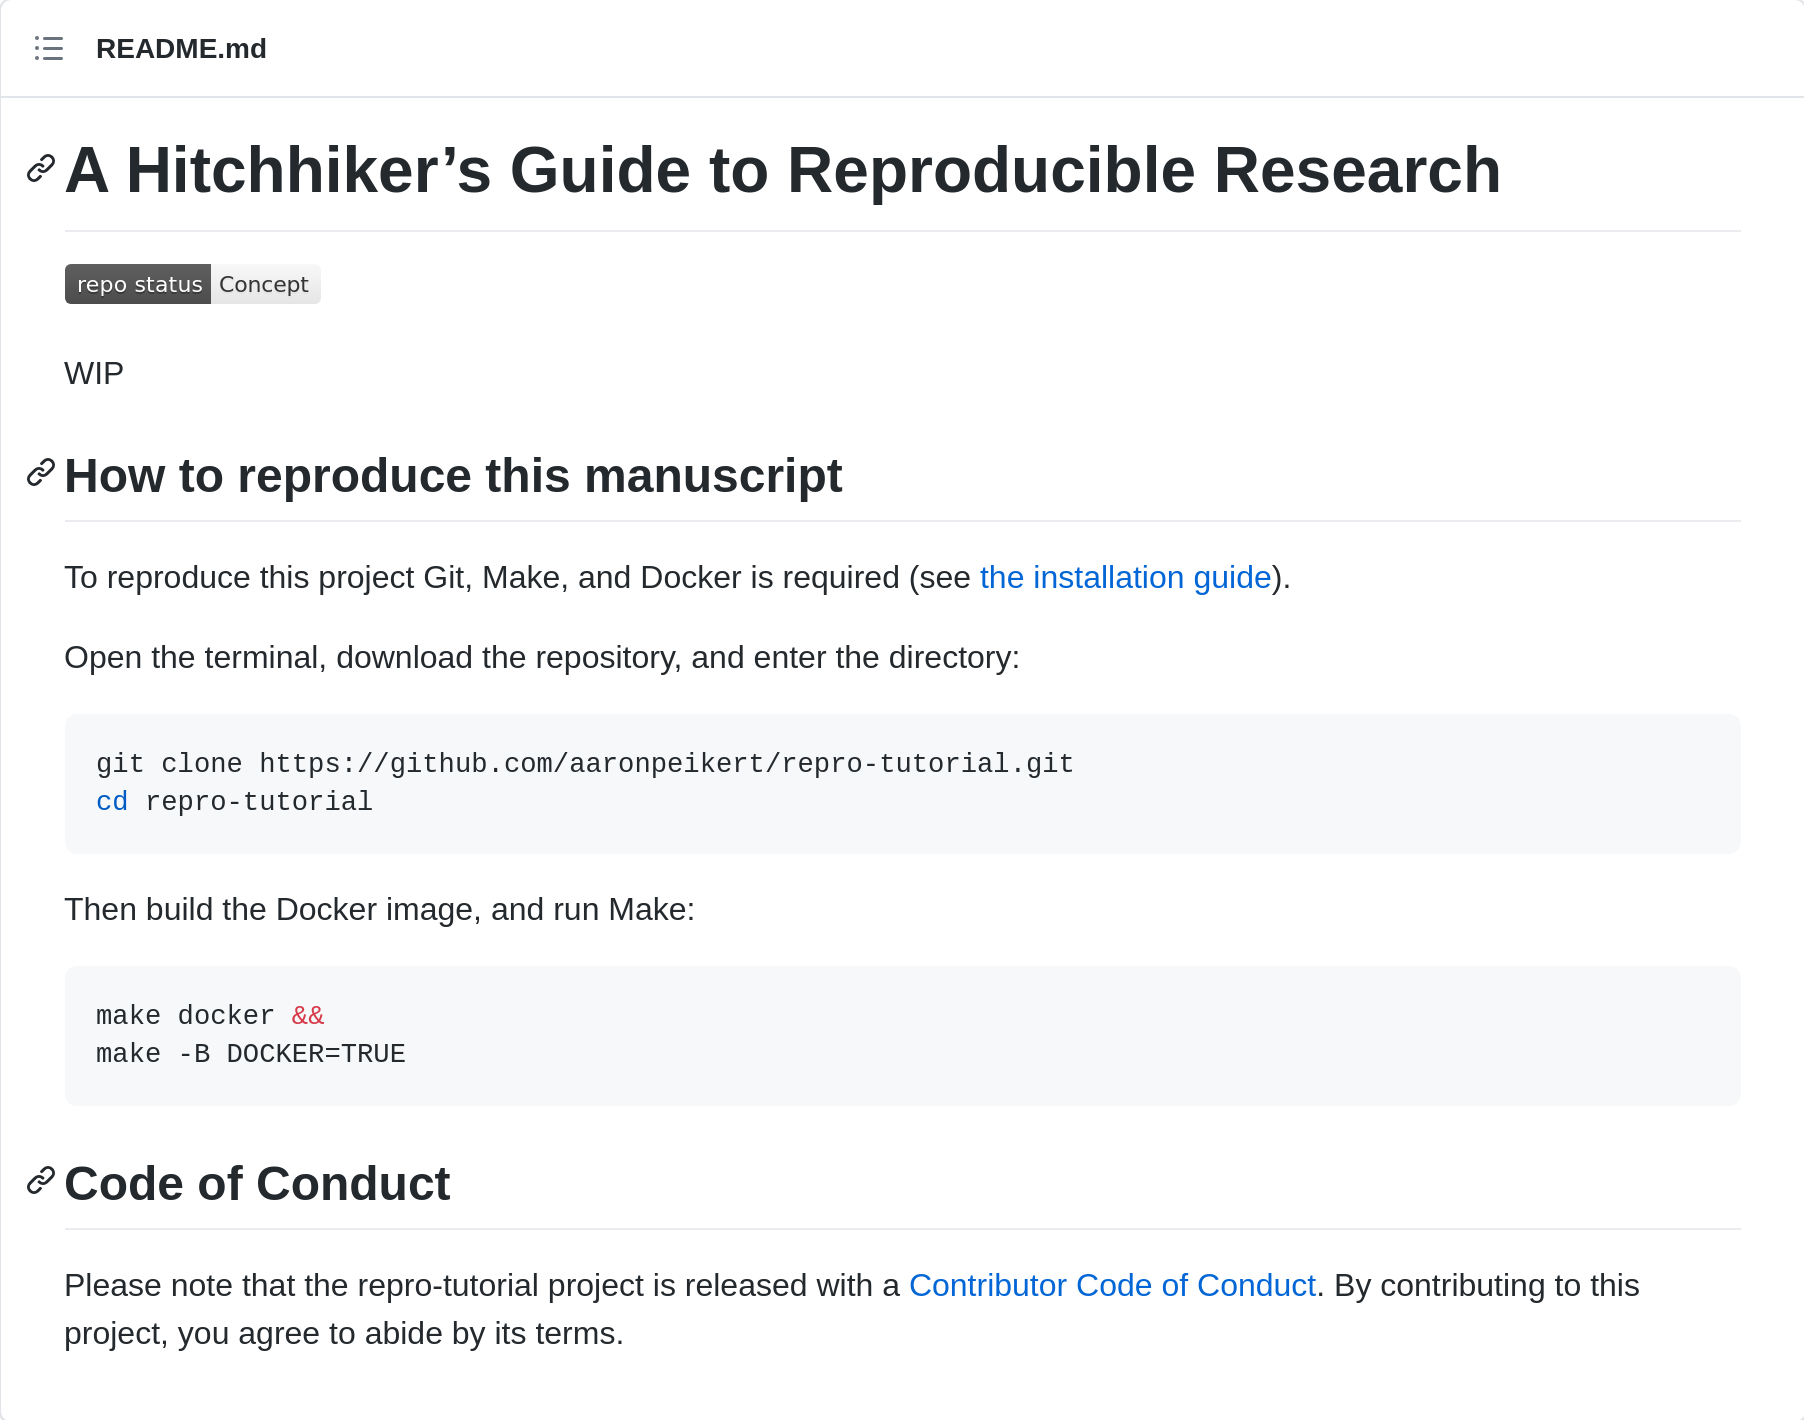 README.md
A Hitchhiker’s Guide to Reproducible Research
repo status Concept
WIP
How to reproduce this manuscript
To reproduce this project Git, Make, and Docker is required (see the installation guide).
Open the terminal, download the repository, and enter the directory:
git clone https://github.com/aaronpeikert/repro-tutorial.git
cd repro-tutorial
Then build the Docker image, and run Make:
make docker &&
make -B DOCKER=TRUE
Code of Conduct
Please note that the repro-tutorial project is released with a Contributor Code of Conduct. By contributing to this
project, you agree to abide by its terms.